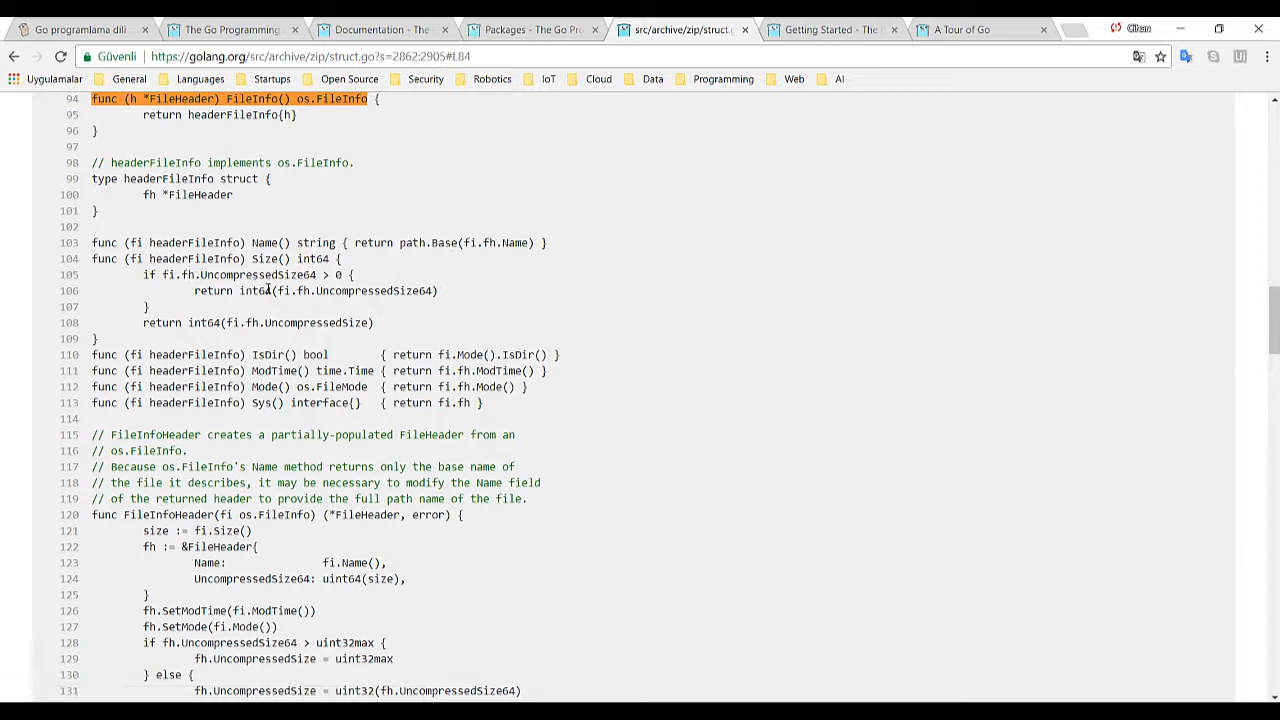 Go programlama dili
The Go Programming
Documentation - The
Packages - The Go Pro
src/archive/zip/struct.g
Getting Started - The
A Tour of Go
Cihan
Güvenli
https://golang.org/src/archive/zip/struct.go?s=2862:2905#L84
Uygulamalar
General
Languages
Startups
Open Source
Security
Robotics
IoT
Cloud
Data
Programming
Web
AI
94 func (h *FileHeader) FileInfo() os.FileInfo {
95 return headerFileInfo{h}
96 }
97
98 // headerFileInfo implements os.FileInfo.
99 type headerFileInfo struct {
100 fh *FileHeader
101 }
102
103 func (fi headerFileInfo) Name() string { return path.Base(fi.fh.Name) }
104 func (fi headerFileInfo) Size() int64 {
105 if fi.fh.UncompressedSize64 > 0 {
106 return int64(fi.fh.UncompressedSize64)
107 }
108 return int64(fi.fh.UncompressedSize)
109 }
110 func (fi headerFileInfo) IsDir() bool { return fi.Mode().IsDir() }
111 func (fi headerFileInfo) ModTime() time.Time { return fi.fh.ModTime() }
112 func (fi headerFileInfo) Mode() os.FileMode { return fi.fh.Mode() }
113 func (fi headerFileInfo) Sys() interface{} { return fi.fh }
114
115 // FileInfoHeader creates a partially-populated FileHeader from an
116 // os.FileInfo.
117 // Because os.FileInfo's Name method returns only the base name of
118 // the file it describes, it may be necessary to modify the Name field
119 // of the returned header to provide the full path name of the file.
120 func FileInfoHeader(fi os.FileInfo) (*FileHeader, error) {
121 size := fi.Size()
122 fh := &FileHeader{
123 Name: fi.Name(),
124 UncompressedSize64: uint64(size),
125 }
126 fh.SetModTime(fi.ModTime())
127 fh.SetMode(fi.Mode())
128 if fh.UncompressedSize64 > uint32max {
129 fh.UncompressedSize = uint32max
130 } else {
131 fh.UncompressedSize = uint32(fh.UncompressedSize64)